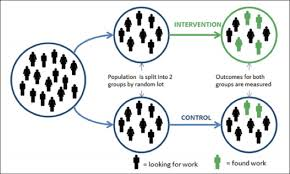 INTERVENTION
Population is split into 2
groups by random lot
Outcomes for both
groups are measured
CONTROL
= looking for work
= found work